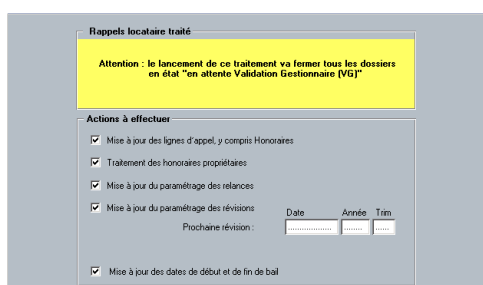 Rappels locataire traité
Attention : le lancement de ce traitement va fermer tous les dossiers
en état "en attente Validation Gestionnaire (VG)"
Actions à effectuer
Mise à jour des lignes d'appel, y compris Honoraires
Traitement des honoraires propriétaires
Mise à jour du paramétrage des relances
Mise à jour du paramétrage des révisions
Date Année Trim
Prochaine révision :
Mise à jour des dates de début et de fin de bail